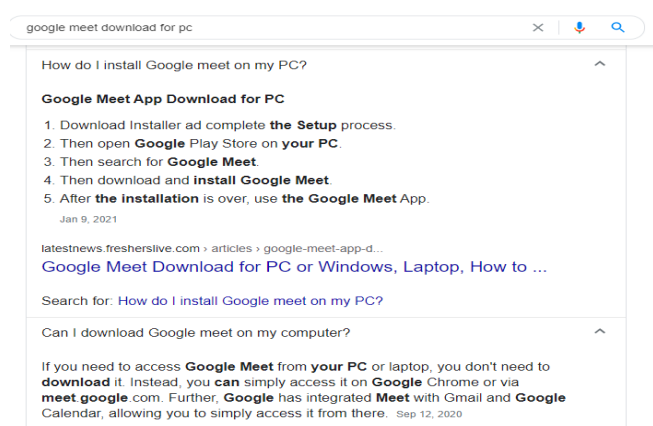 google meet download for pc
How do I install Google meet on my PC?
Google Meet App Download for PC
1. Download Installer ad complete the Setup process.
2. Then open Google Play Store on your PC.
3. Then search for Google Meet.
4. Then download and install Google Meet.
5. After the installation is over, use the Google Meet App.
Jan 9, 2021
latestnews.fresherslive.com › articles › google-meet-app-d...
Google Meet Download for PC or Windows, Laptop, How to ...
Search for: How do I install Google meet on my PC?
Can I download Google meet on my computer?
If you need to access Google Meet from your PC or laptop, you don't need to
download it. Instead, you can simply access it on Google Chrome or via
meet.google.com. Further, Google has integrated Meet with Gmail and Google
Calendar, allowing you to simply access it from there. Sep 12, 2020